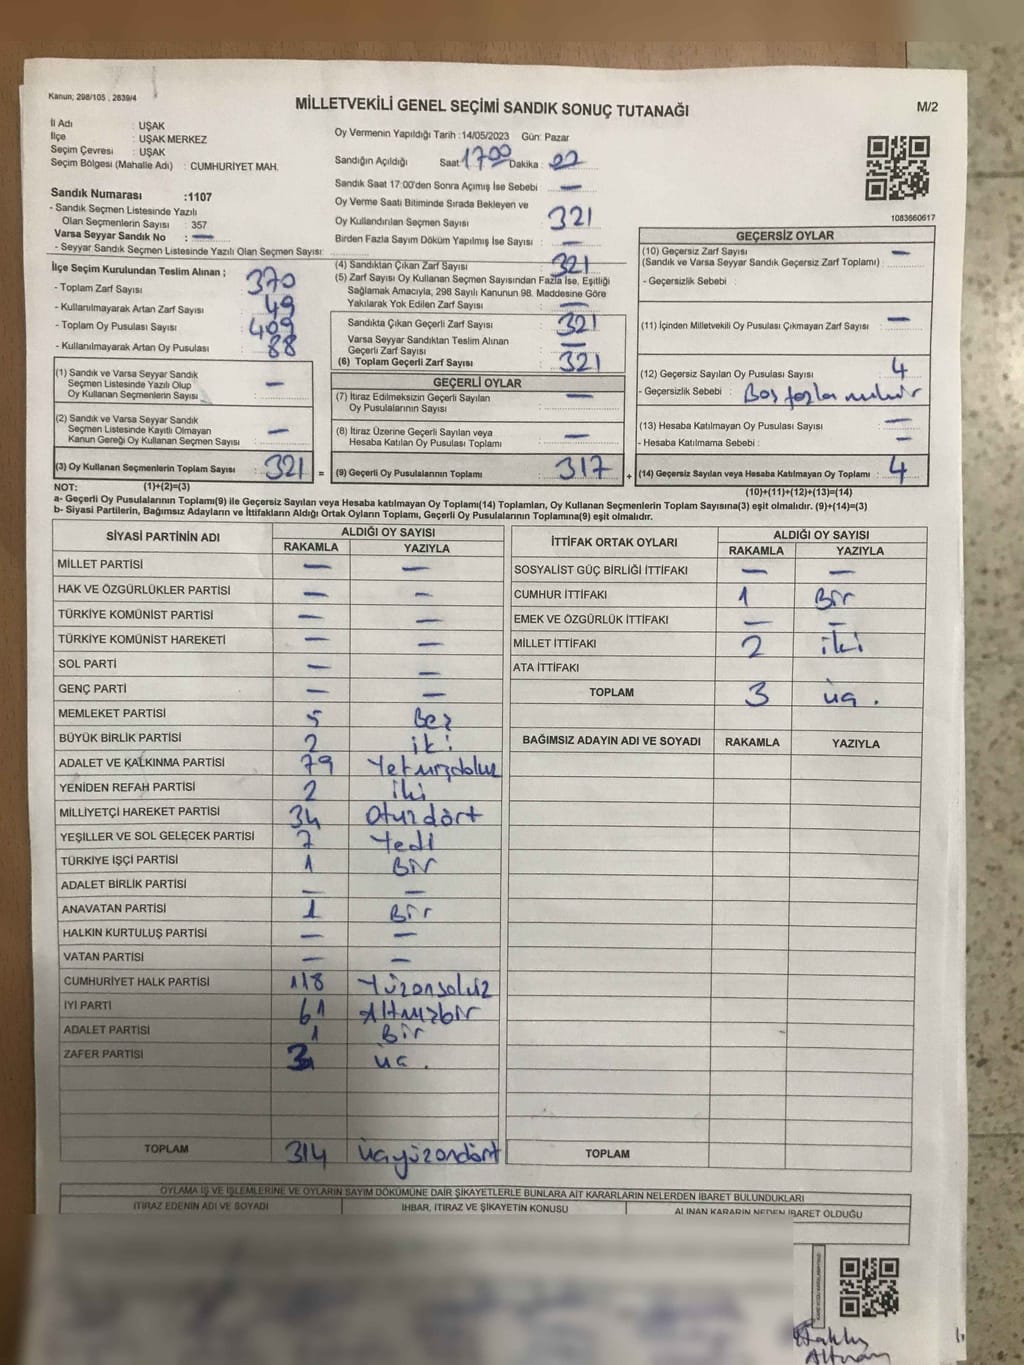 Kanun; 298/105 , 2839/4
MİLLETVEKİLİ GENEL SEÇİMİ SANDIK SONUÇ TUTANAĞI
M/2
İl Adı : UŞAK
İlçe : UŞAK MERKEZ
Seçim Çevresi : UŞAK
Seçim Bölgesi (Mahalle Adı) : CUMHURİYET MAH.
Oy Vermenin Yapıldığı Tarih :14/05/2023 Gün: Pazar
Sandığın Açıldığı Saat: 1700 Dakika :
Sandık Saat 17:00'den Sonra Açımış İse Sebebi : —
Oy Verme Saati Bitiminde Sırada Bekleyen ve
Oy Kullandırılan Seçmen Sayısı : 321
Birden Fazla Sayım Döküm Yapılmış İse Sayısı : —
1083660617
Sandık Numarası :1107
- Sandık Seçmen Listesinde Yazılı
Olan Seçmenlerin Sayısı : 357
Varsa Seyyar Sandık No : —
- Seyyar Sandık Seçmen Listesinde Yazılı Olan Seçmen Sayısı:
İlçe Seçim Kurulundan Teslim Alınan ;
- Toplam Zarf Sayısı : 370
- Kullanılmayarak Artan Zarf Sayısı : 49
- Toplam Oy Pusulası Sayısı : 409
- Kullanılmayarak Artan Oy Pusulası : 88
(4) Sandıktan Çıkan Zarf Sayısı : 321
(5) Zarf Sayısı Oy Kullanan Seçmen Sayısından Fazla İse, Eşitliği
Sağlamak Amacıyla, 298 Sayılı Kanunun 98. Maddesine Göre
Yakılarak Yok Edilen Zarf Sayısı : —
Sandıkta Çıkan Geçerli Zarf Sayısı : 321
Varsa Seyyar Sandıktan Teslim Alınan
Geçerli Zarf Sayısı : —
(6) Toplam Geçerli Zarf Sayısı : 321
GEÇERSİZ OYLAR
(10) Geçersiz Zarf Sayısı : —
(Sandık ve Varsa Seyyar Sandık Geçersiz Zarf Toplamı) :
- Geçersizlik Sebebi :
(11) İçinden Milletvekili Oy Pusulası Çıkmayan Zarf Sayısı : —
(12) Geçersiz Sayılan Oy Pusulası Sayısı : 4
- Geçersizlik Sebebi : Boş fazla mühür
(13) Hesaba Katılmayan Oy Pusulası Sayısı : —
- Hesaba Katılmama Sebebi : —
(14) Geçersiz Sayılan veya Hesaba Katılmayan Oy Toplamı : 4
(10)+(11)+(12)+(13)=(14)
(1) Sandık ve Varsa Seyyar Sandık
Seçmen Listesinde Yazılı Olup
Oy Kullanan Seçmenlerin Sayısı : —
(2) Sandık ve Varsa Seyyar Sandık
Seçmen Listesinde Kayıtlı Olmayan
Kanun Gereği Oy Kullanan Seçmen Sayısı : —
(3) Oy Kullanan Seçmenlerin Toplam Sayısı : 321 =
GEÇERLİ OYLAR
(7) İtiraz Edilmeksizin Geçerli Sayılan
Oy Pusulalarının Sayısı : —
(8) İtiraz Üzerine Geçerli Sayılan veya
Hesaba Katılan Oy Pusulası Toplamı : —
(9) Geçerli Oy Pusulalarının Toplamı : 317 +
NOT: (1)+(2)=(3)
a- Geçerli Oy Pusulalarının Toplamı(9) ile Geçersiz Sayılan veya Hesaba katılmayan Oy Toplamı(14) Toplamları, Oy Kullanan Seçmenlerin Toplam Sayısına(3) eşit olmalıdır. (9)+(14)=(3)
b- Siyasi Partilerin, Bağımsız Adayların ve İttifakların Aldığı Ortak Oyların Toplamı, Geçerli Oy Pusulalarının Toplamına(9) eşit olmalıdır.
SİYASİ PARTİNİN ADI ALDIĞI OY SAYISI
RAKAMLA YAZIYLA
MİLLET PARTİSİ — —
HAK VE ÖZGÜRLÜKLER PARTİSİ — —
TÜRKİYE KOMÜNİST PARTİSİ — —
TÜRKİYE KOMÜNİST HAREKETİ — —
SOL PARTİ — —
GENÇ PARTİ — —
MEMLEKET PARTİSİ 5 Beş
BÜYÜK BİRLİK PARTİSİ 2 iki
ADALET VE KALKINMA PARTİSİ 79 Yetmişdokuz
YENİDEN REFAH PARTİSİ 2 iki
MİLLİYETÇİ HAREKET PARTİSİ 34 Otuzdört
YEŞİLLER VE SOL GELECEK PARTİSİ 7 Yedi
TÜRKİYE İŞÇİ PARTİSİ 1 Bir
ADALET BİRLİK PARTİSİ — —
ANAVATAN PARTİSİ 1 Bir
HALKIN KURTULUŞ PARTİSİ — —
VATAN PARTİSİ — —
CUMHURİYET HALK PARTİSİ 118 Yüzonsekiz
İYİ PARTİ 61 Altmışbir
ADALET PARTİSİ 1 Bir
ZAFER PARTİSİ 3 üç.
TOPLAM 314 üçyüzondört
İTTİFAK ORTAK OYLARI ALDIĞI OY SAYISI
RAKAMLA YAZIYLA
SOSYALİST GÜÇ BİRLİĞİ İTTİFAKI — —
CUMHUR İTTİFAKI 1 Bir
EMEK VE ÖZGÜRLÜK İTTİFAKI — —
MİLLET İTTİFAKI 2 iki
ATA İTTİFAKI
TOPLAM 3 üç.
BAĞIMSIZ ADAYIN ADI VE SOYADI RAKAMLA YAZIYLA
TOPLAM
OYLAMA İŞ VE İŞLEMLERİNE VE OYLARIN SAYIM DÖKÜMÜNE DAİR ŞİKAYETLERLE BUNLARA AİT KARARLARIN NELERDEN İBARET BULUNDUKLARI
İTİRAZ EDENİN ADI VE SOYADI İHBAR, İTİRAZ VE ŞİKAYETİN KONUSU ALINAN KARARIN NEDEN İBARET OLDUĞU